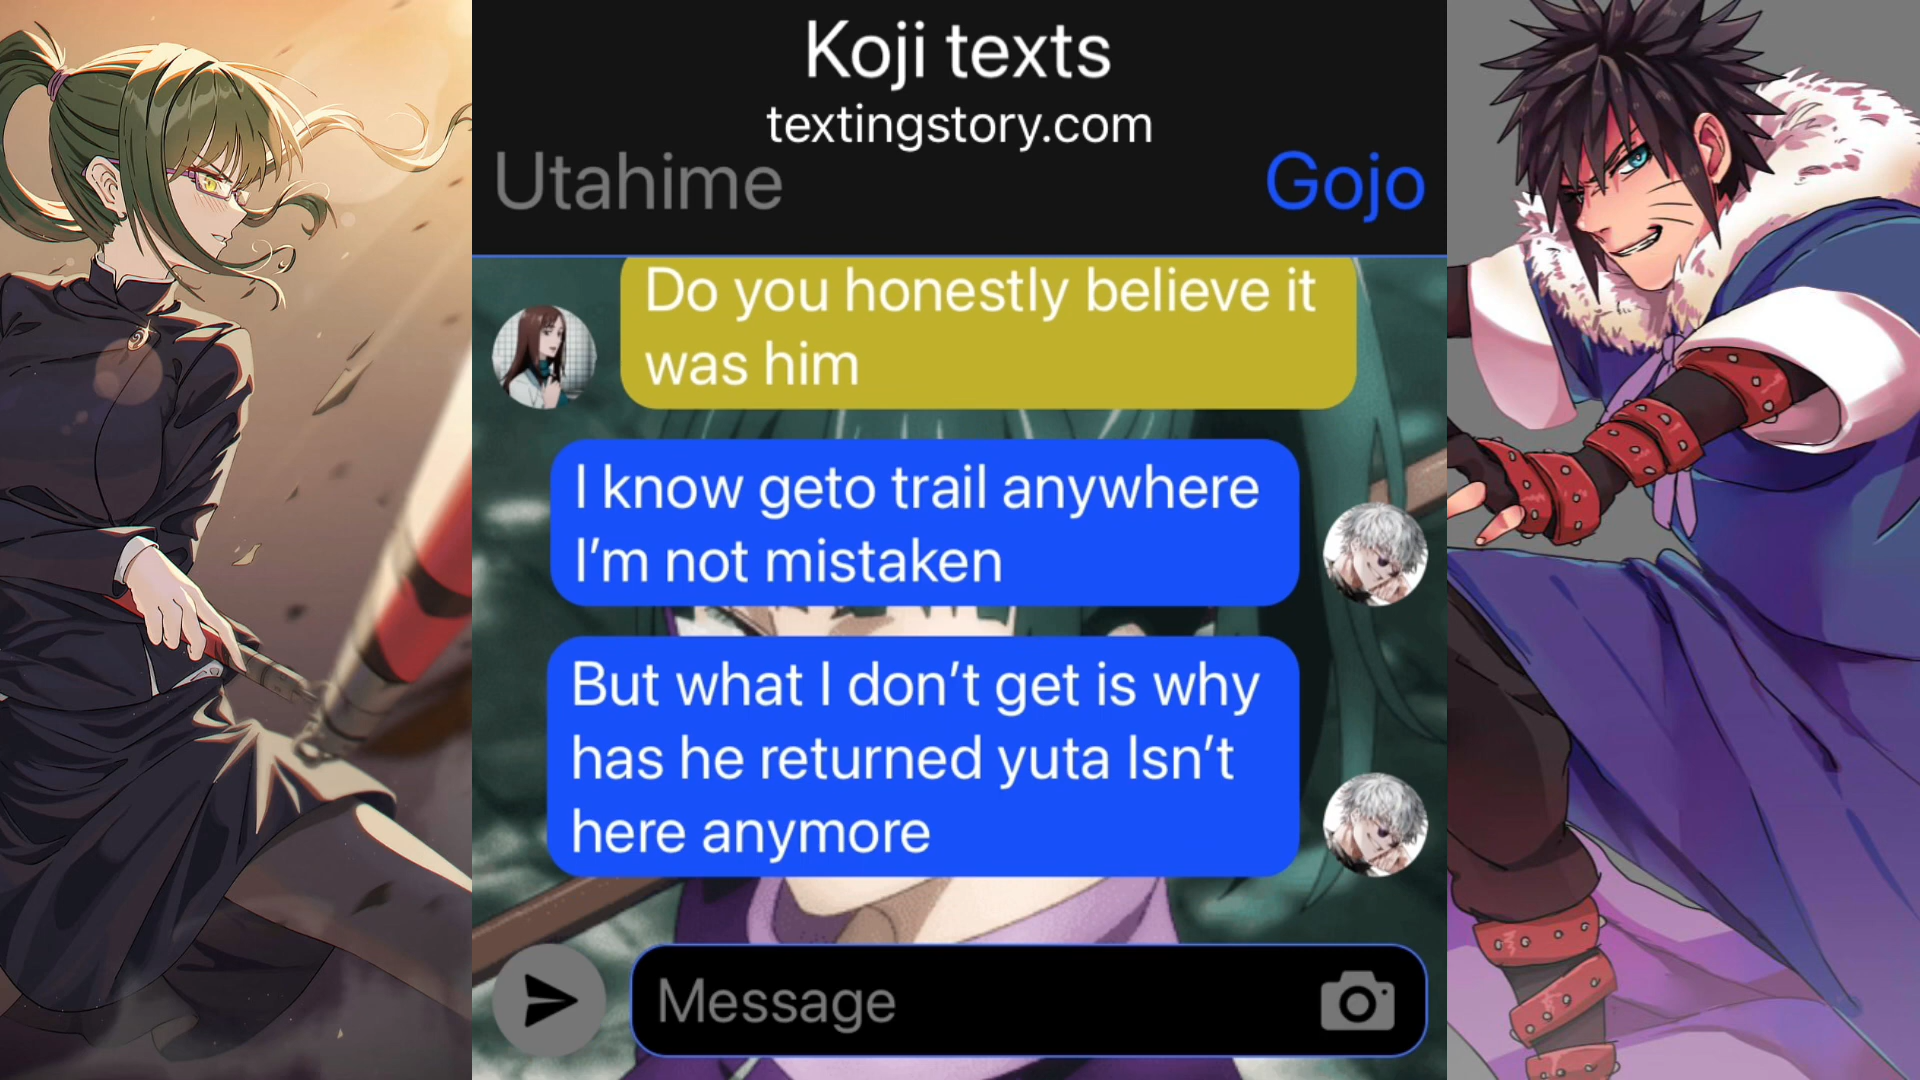 Koji texts
textingstory.com
Utahime
Gojo
Do you honestly believe it
was him
I know geto trail anywhere
I’m not mistaken
But what I don’t get is why
has he returned yuta Isn’t
here anymore
Message